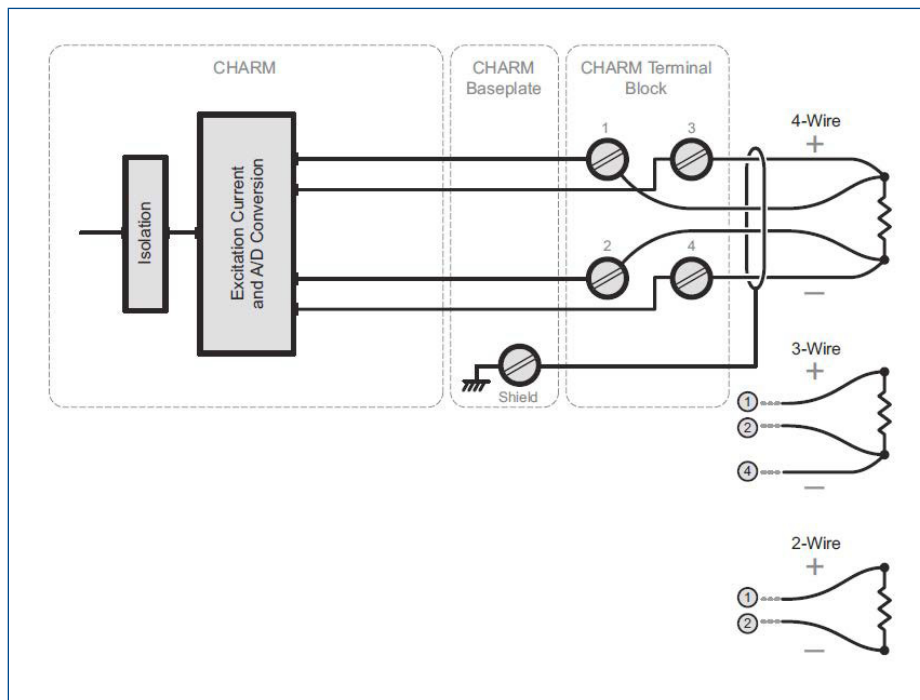 CHARM
CHARM
Baseplate
CHARM Terminal
Block
Isolation
Excitation Current
and A/D Conversion
1
3
2
4
Shield
4-Wire
+
—
3-Wire
+
1
2
4
—
2-Wire
+
1
2
—